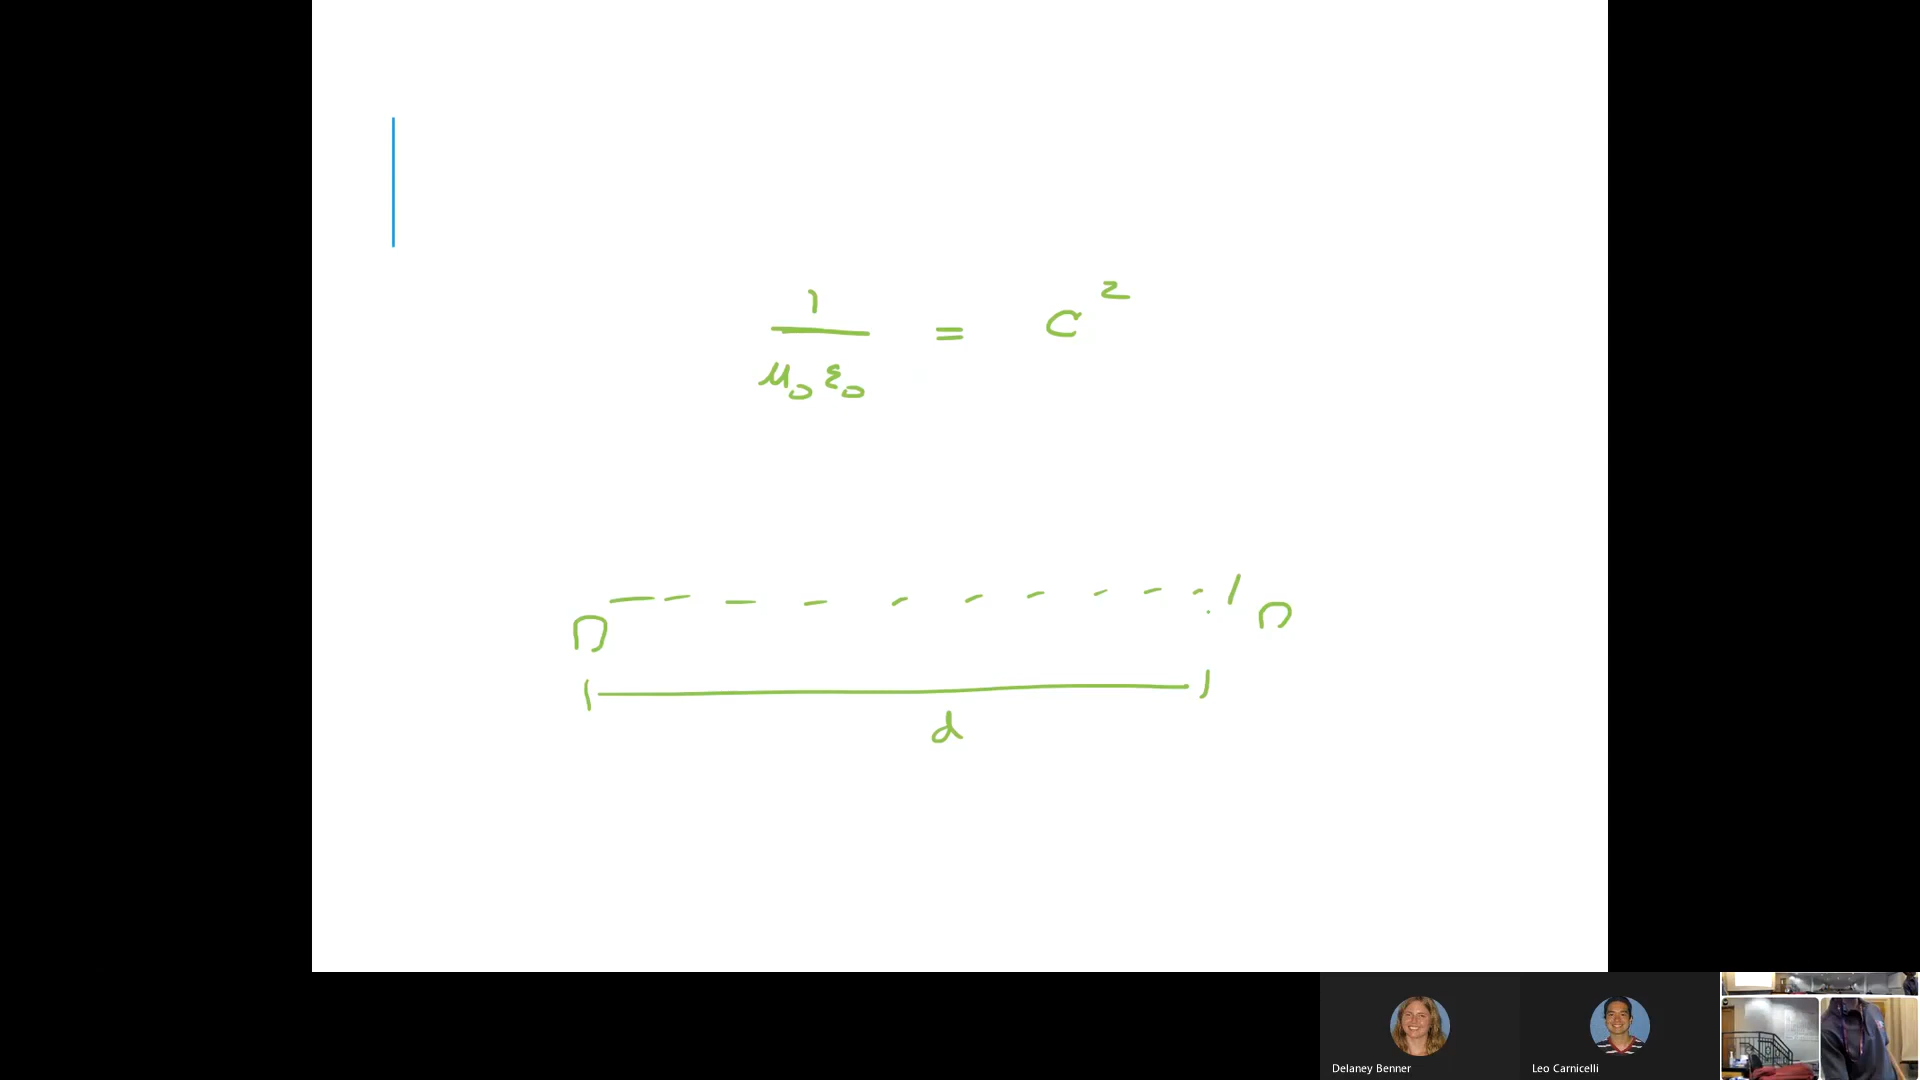 1
μ₀ε₀ = c²
d
Delaney Benner
Leo Carnicelli